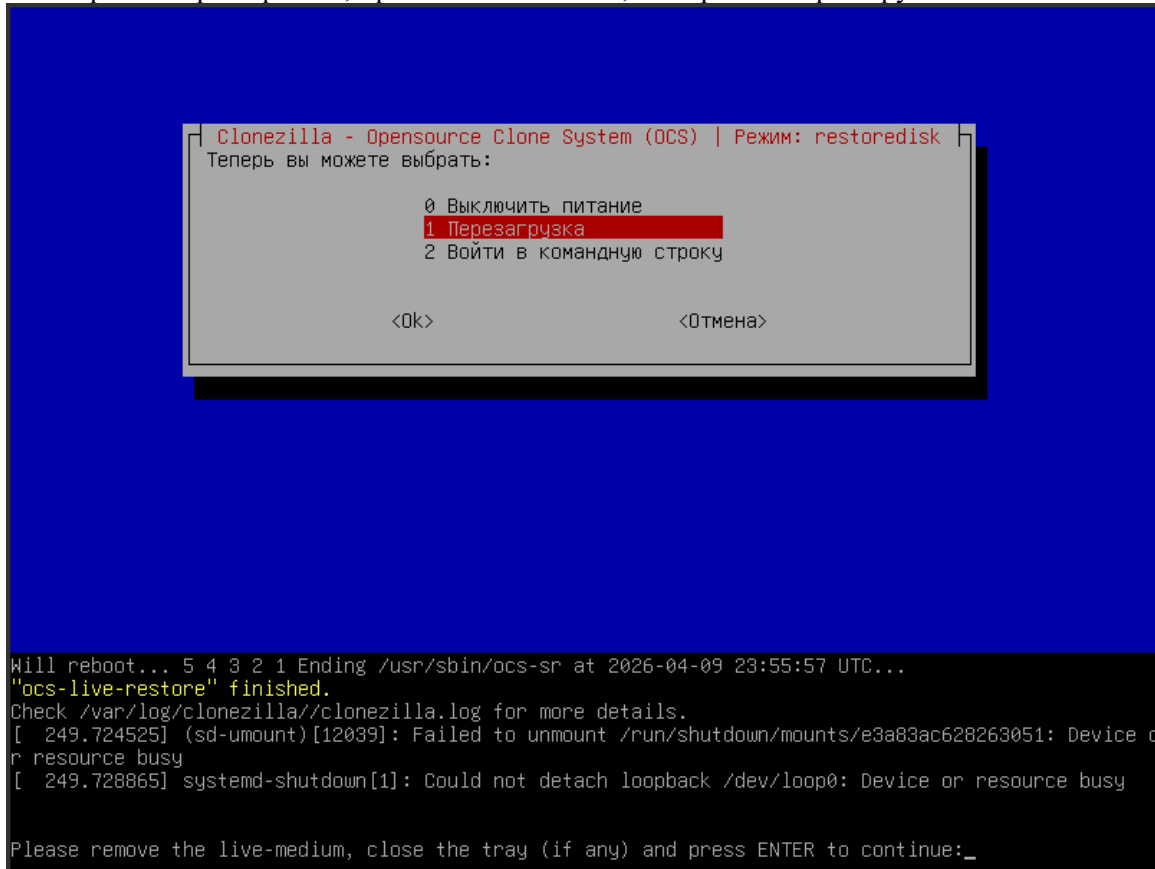 Clonezilla - Opensource Clone System (OCS) | Режим: restoredisk
Теперь вы можете выбрать:
0 Выключить питание
1 Перезагрузка
2 Войти в командную строку
<Ok> <Отмена>
Will reboot... 5 4 3 2 1 Ending /usr/sbin/ocs-sr at 2026-04-09 23:55:57 UTC...
"ocs-live-restore" finished.
Check /var/log/clonezilla//clonezilla.log for more details.
[  249.724525] (sd-umount)[12039]: Failed to unmount /run/shutdown/mounts/e3a83ac628263051: Device o
r resource busy
[  249.728865] systemd-shutdown[1]: Could not detach loopback /dev/loop0: Device or resource busy
Please remove the live-medium, close the tray (if any) and press ENTER to continue:_